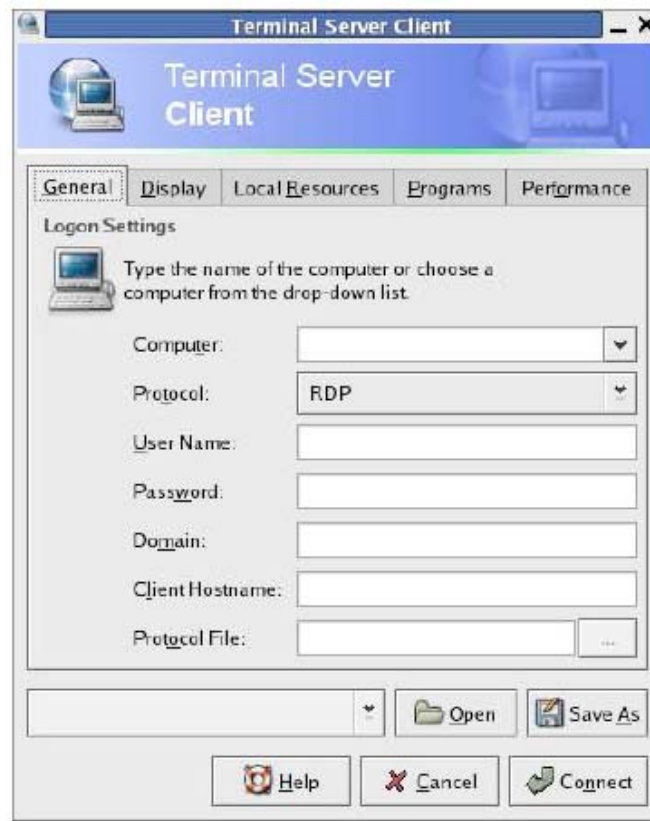 Terminal Server Client
Terminal Server
Client
General Display Local Resources Programs Performance
Logon Settings
Type the name of the computer or choose a
computer from the drop-down list.
Computer:
Protocol: RDP
User Name:
Password:
Domain:
Client Hostname:
Protocol File: ...
Open Save As
Help Cancel Connect